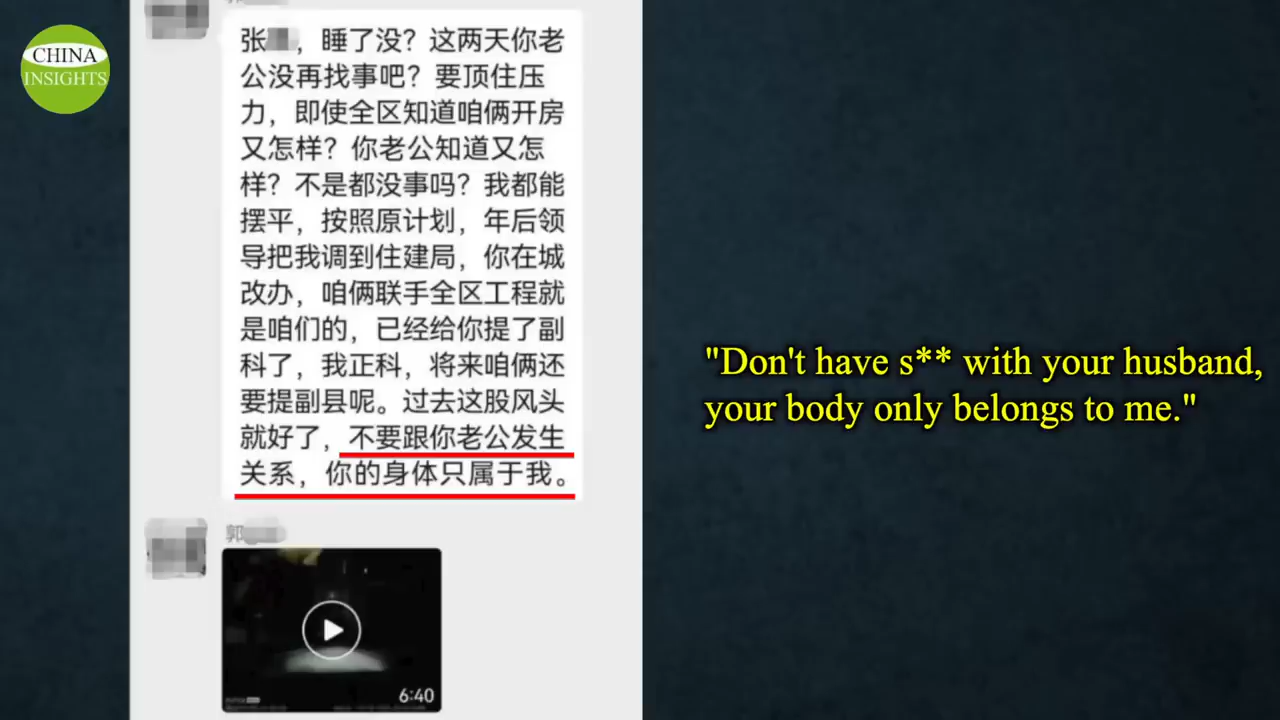 CHINA
INSIGHTS
张 ，睡了没？这两天你老
公没再找事吧？要顶住压
力，即使全区知道咱俩开房
又怎样？你老公知道又怎
样？不是都没事吗？我都能
摆平，按照原计划，年后领
导把我调到住建局，你在城
改办，咱俩联手全区工程就
是咱们的，已经给你提了副
科了，我正科，将来咱俩还
要提副县呢。过去这股风头
就好了，不要跟你老公发生
关系，你的身体只属于我。
"Don't have s** with your husband,
your body only belongs to me."
郭
6:40